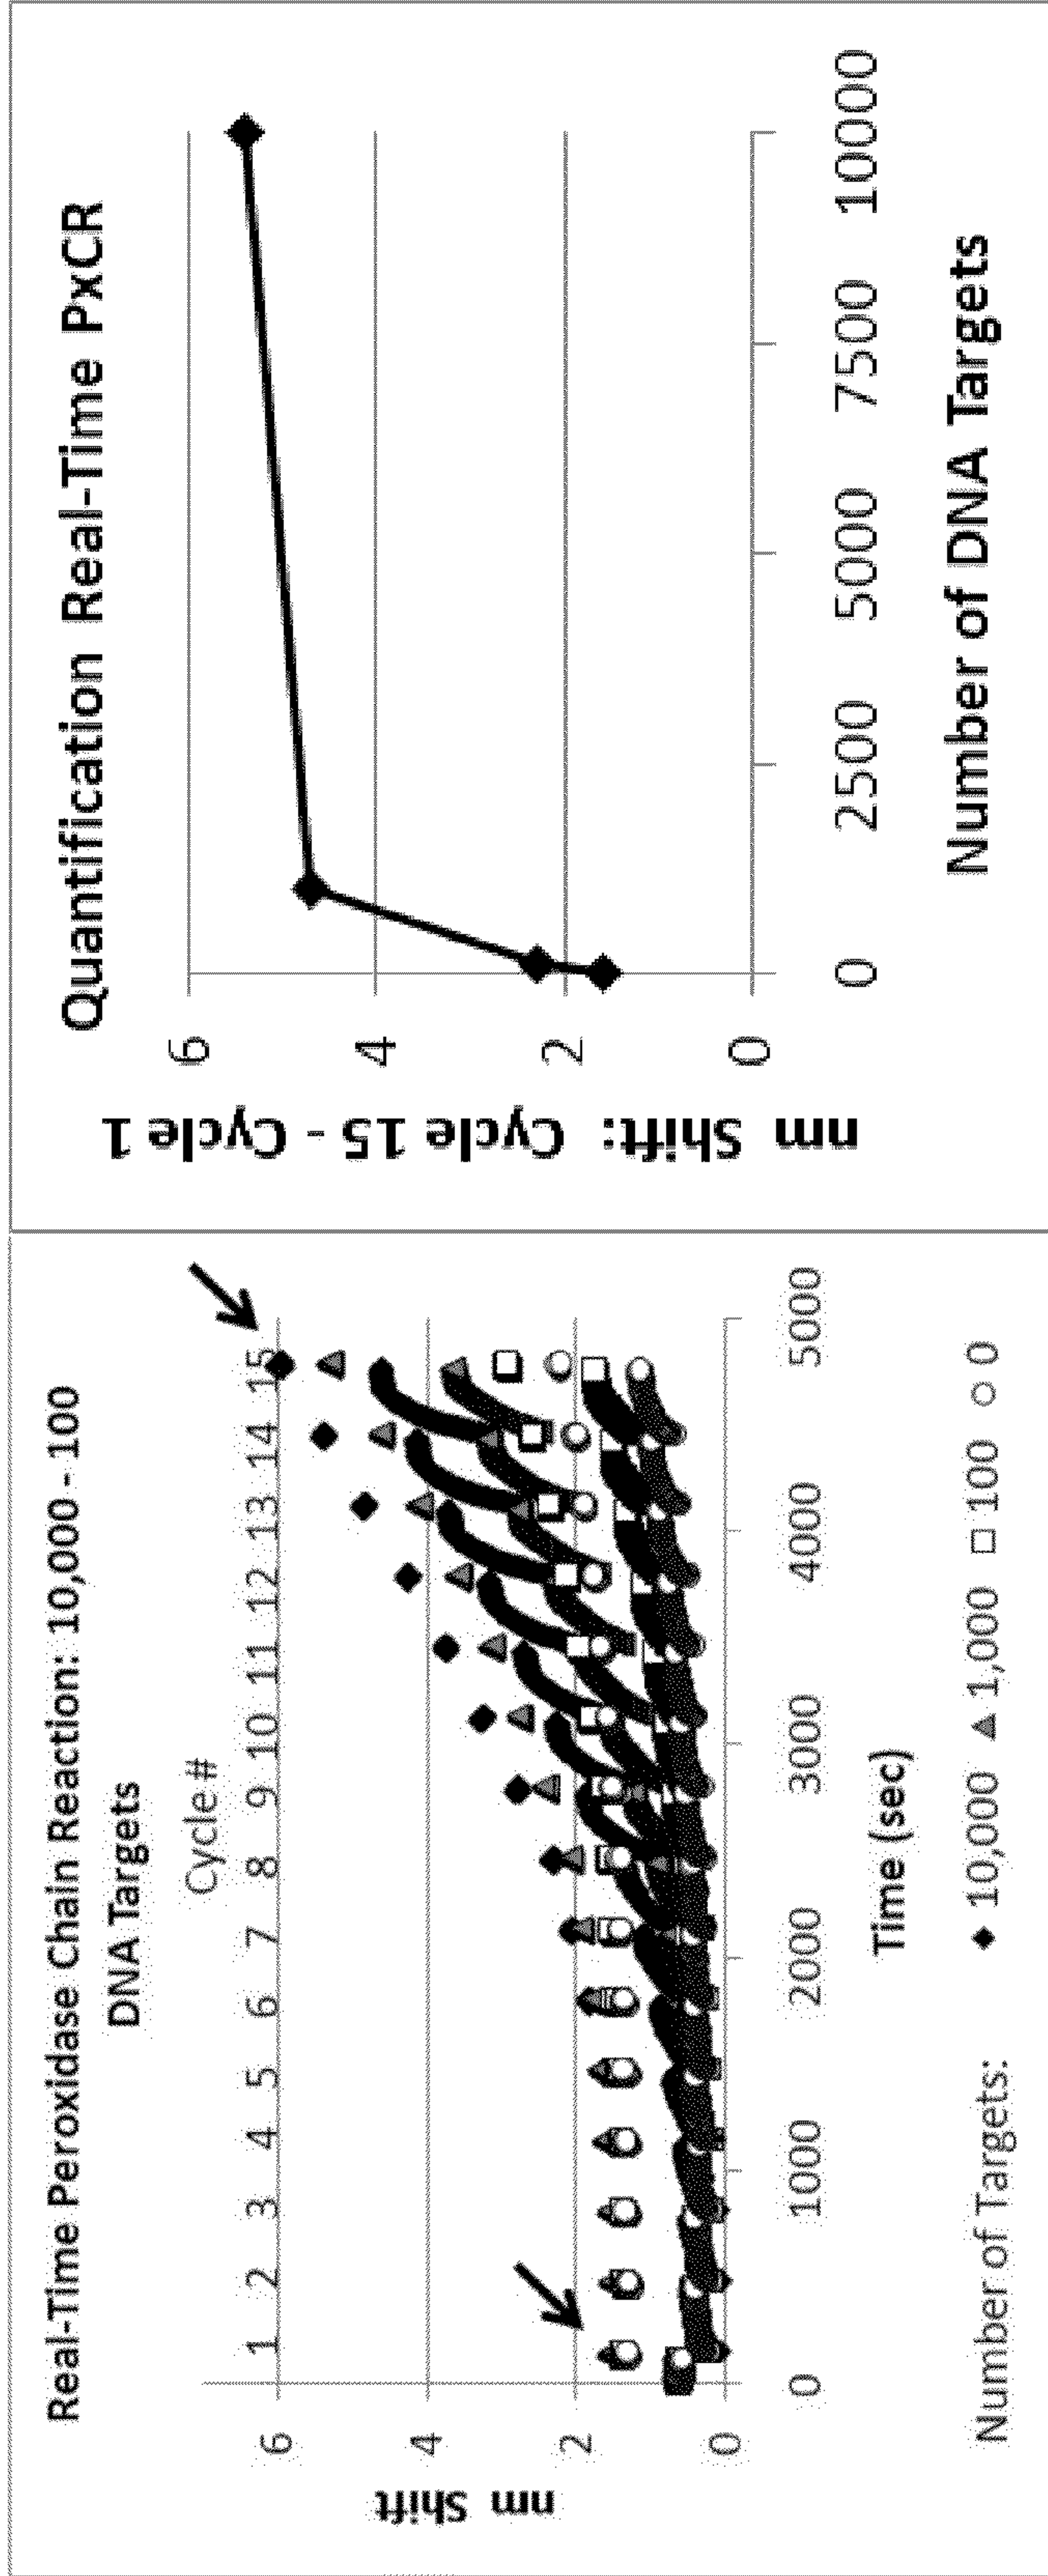 Real-Time Peroxidase Chain Reaction: 10,000 - 100
DNA Targets
Cycle #
1 2 3 4 5 6 7 8 9 10 11 12 13 14 15
6
4
2
0
nm Shift
0 1000 2000 3000 4000 5000
Time (sec)
Number of Targets: 10,000 1,000 100 0
Quantification Real-Time PxCR
6
4
2
0
nm Shift: Cycle 15 - Cycle 1
0 2500 5000 7500 10000
Number of DNA Targets